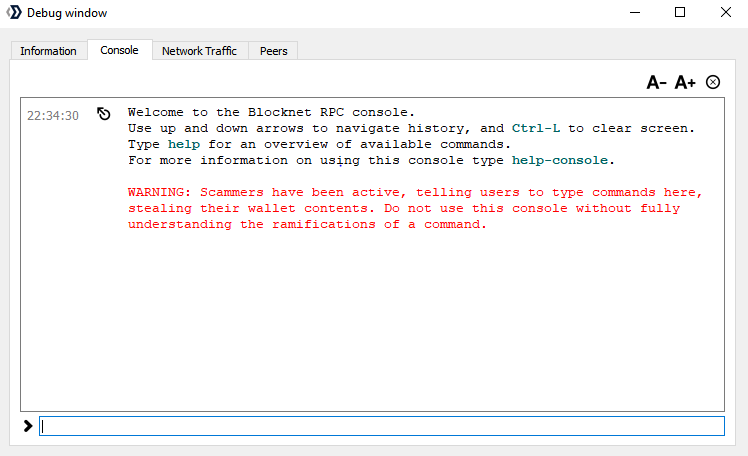 Debug window
Information Console Network Traffic Peers
A- A+
22:34:30 Welcome to the Blocknet RPC console.
Use up and down arrows to navigate history, and Ctrl-L to clear screen.
Type help for an overview of available commands.
For more information on using this console type help-console.
WARNING: Scammers have been active, telling users to type commands here,
stealing their wallet contents. Do not use this console without fully
understanding the ramifications of a command.